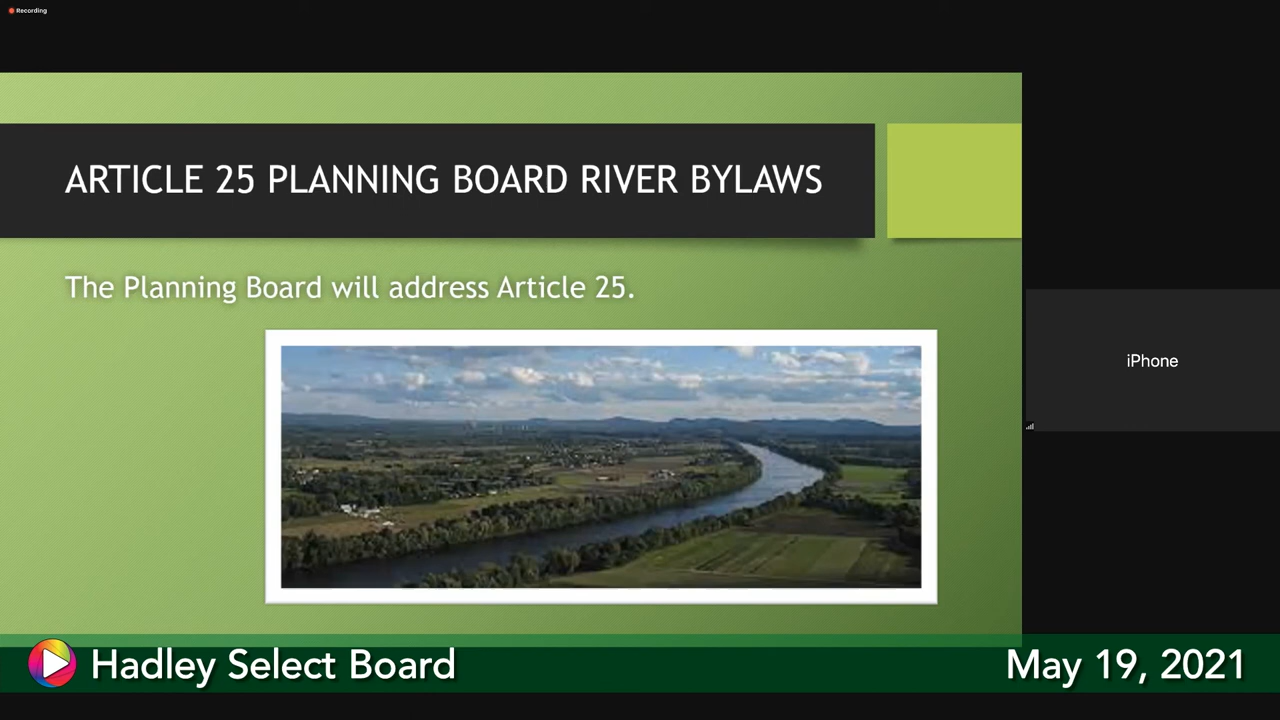 Recording
ARTICLE 25 PLANNING BOARD RIVER BYLAWS
The Planning Board will address Article 25.
iPhone
Hadley Select Board
May 19, 2021